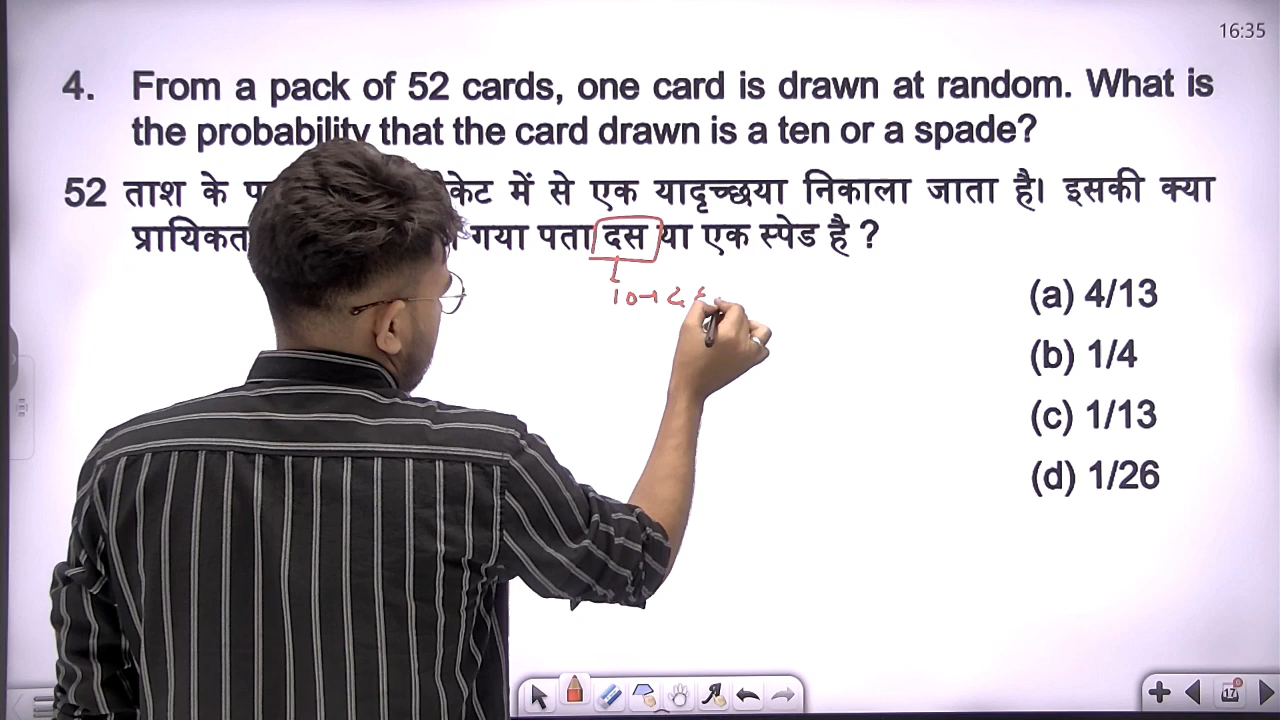 16:35
4. From a pack of 52 cards, one card is drawn at random. What is
the probability that the card drawn is a ten or a spade?
52 ताश के में से एक यादृच्छया निकाला जाता है। इसकी क्या
गया पता दस या एक स्पेड है ?
10
(a) 4/13
(b) 1/4
(c) 1/13
(d) 1/26
17